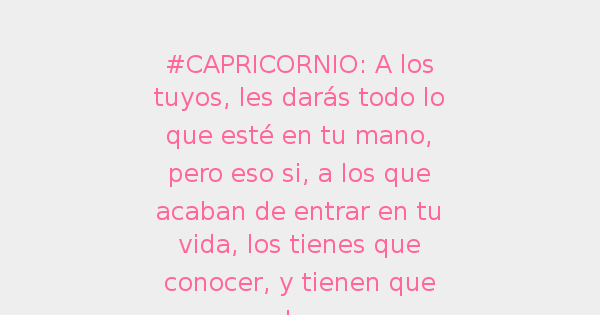 #CAPRICORNIO: A los
tuyos, les darás todo lo
que esté en tu mano,
pero eso si, a los que
acaban de entrar en tu
vida, los tienes que
conocer, y tienen que